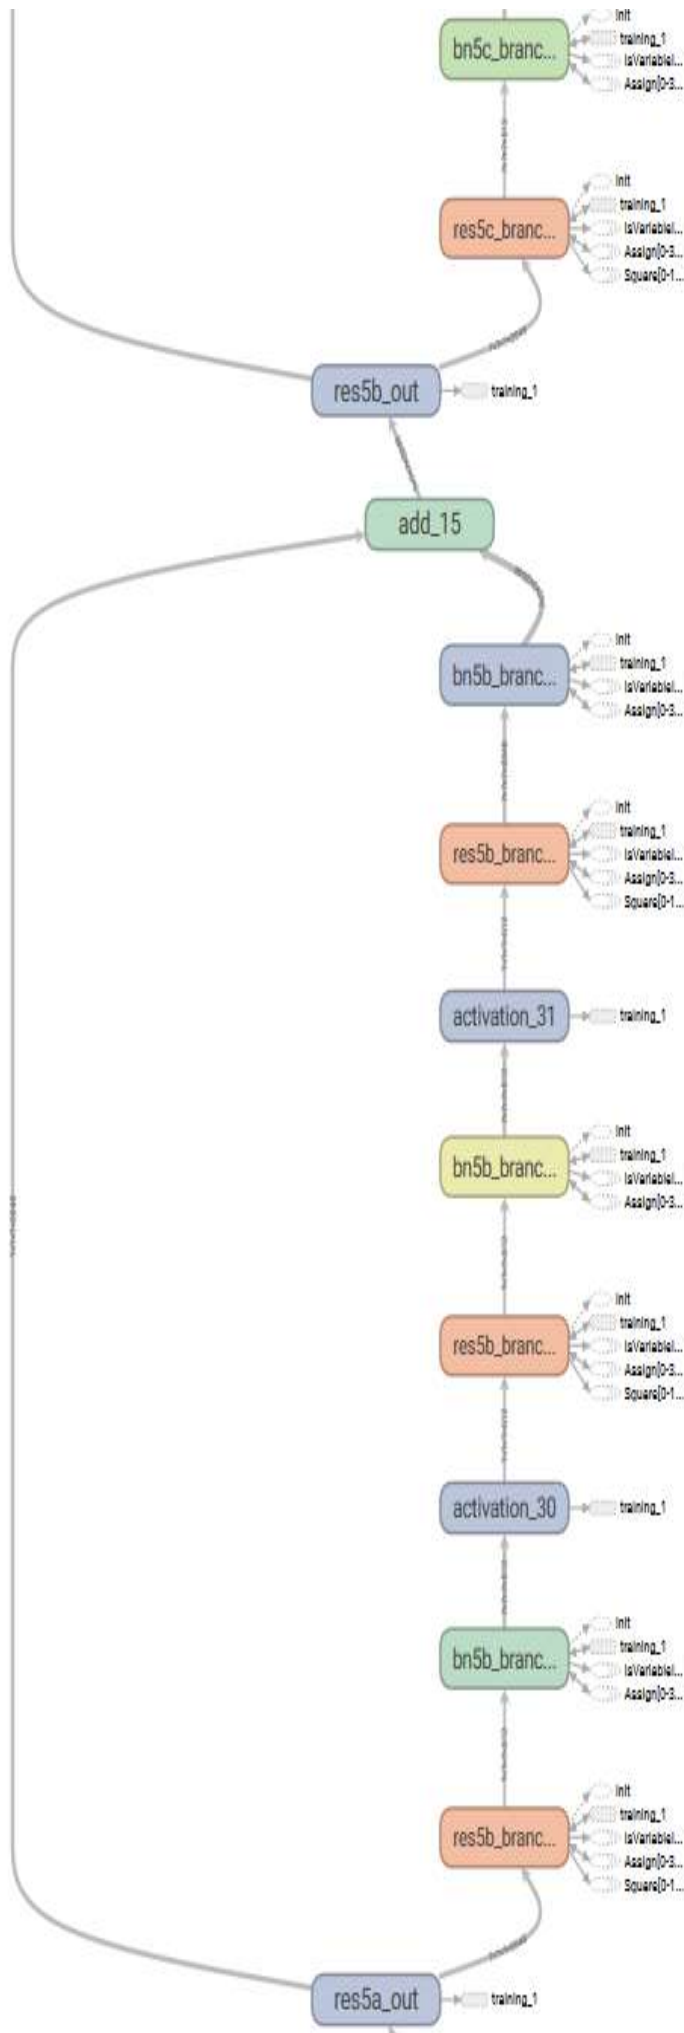 Init
training_1
bn5c_branc...
IsVariableI...
Assign[0-3...
Init
training_1
res5c_branc...
IsVariableI...
Assign[0-3...
Square[0-1...
res5b_out
training_1
add_15
Init
training_1
bn5b_branc...
IsVariableI...
Assign[0-3...
Init
training_1
res5b_branc...
IsVariableI...
Assign[0-3...
Square[0-1...
activation_31
training_1
Init
training_1
bn5b_branc...
IsVariableI...
Assign[0-3...
Init
training_1
res5b_branc...
IsVariableI...
Assign[0-3...
Square[0-1...
activation_30
training_1
Init
training_1
bn5b_branc...
IsVariableI...
Assign[0-3...
Init
training_1
res5b_branc...
IsVariableI...
Assign[0-3...
Square[0-1...
res5a_out
training_1